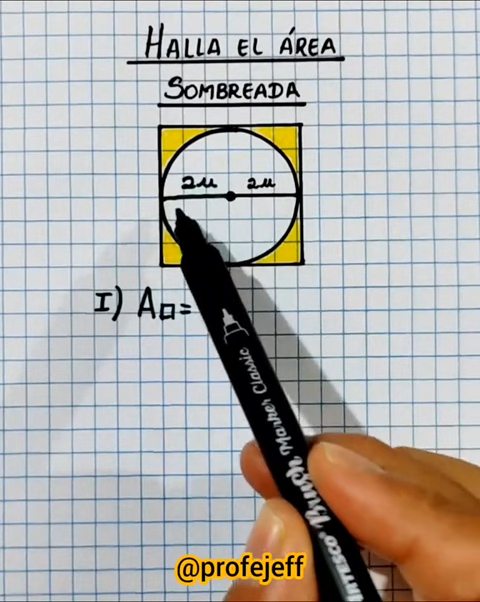 HALLA EL ÁREA
SOMBREADA
2u 2u
I) A□=
Brush Marker Classic
@profejeff